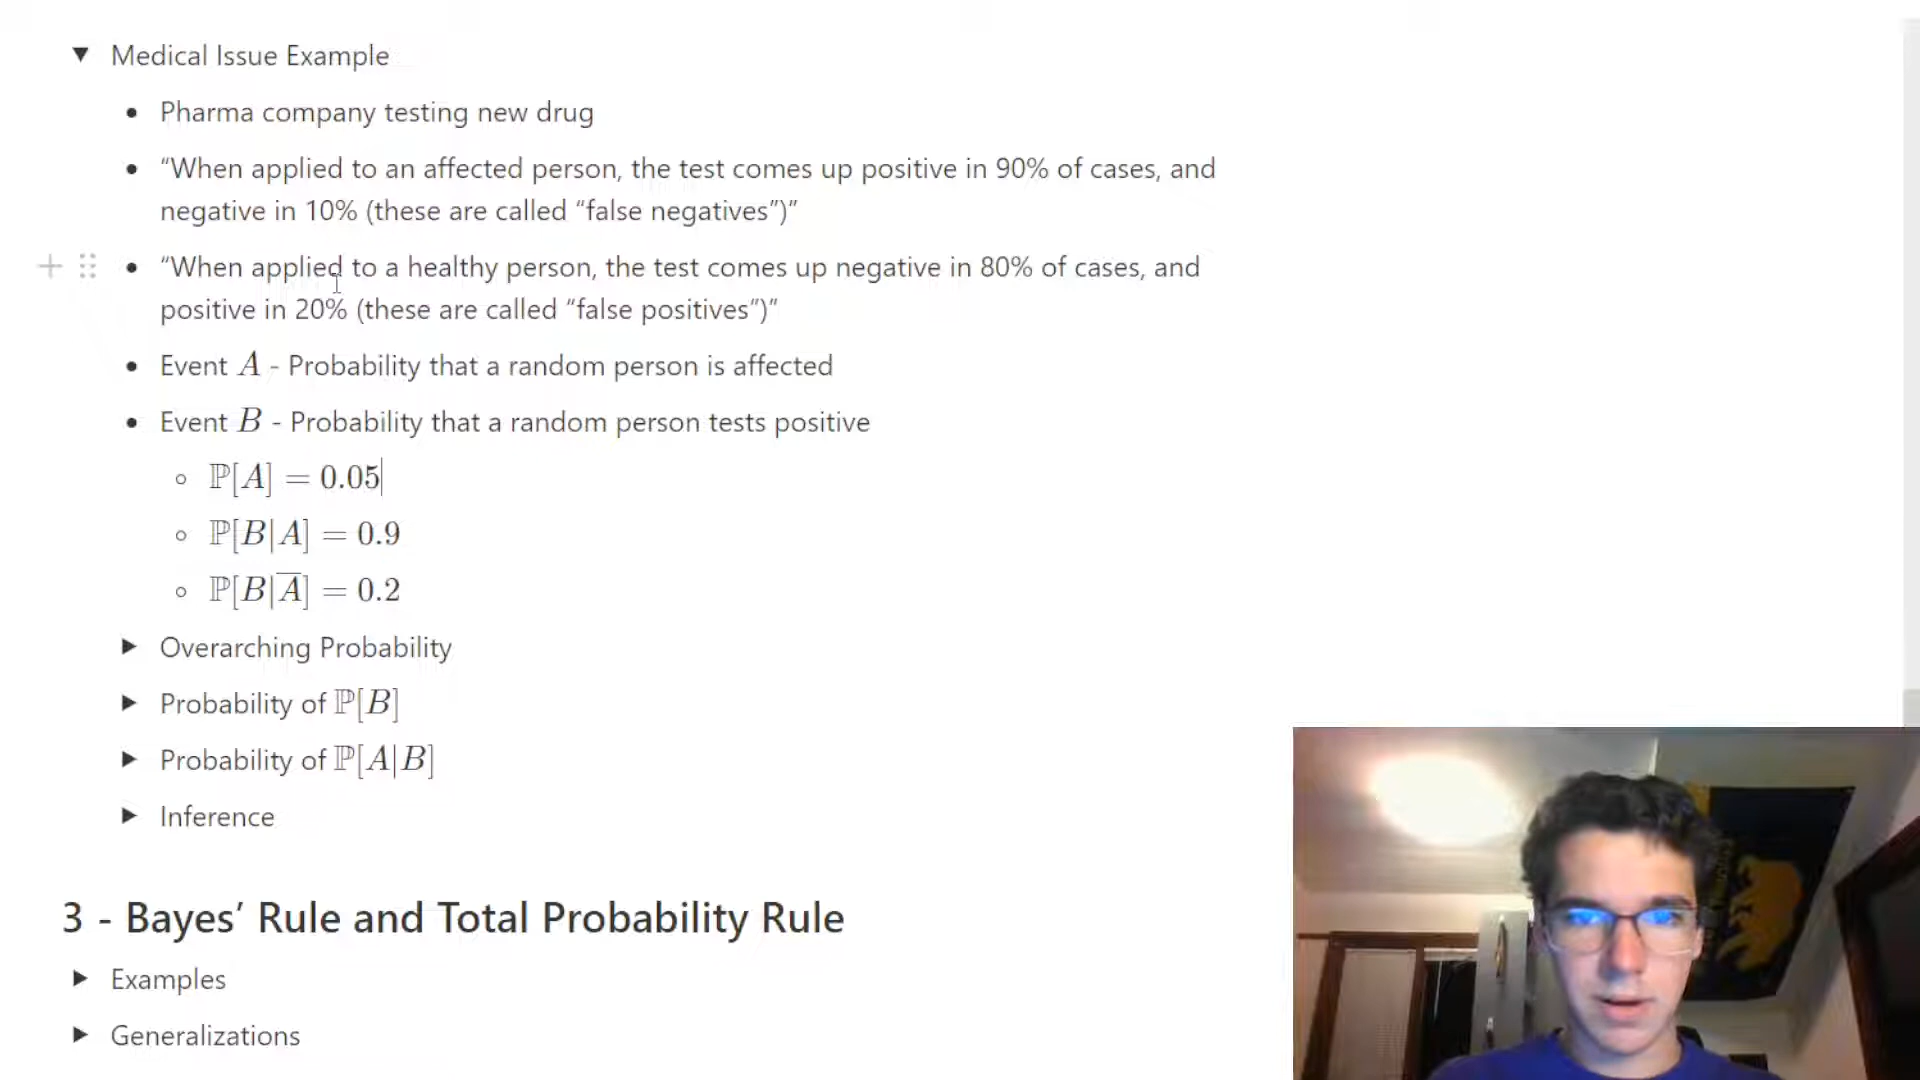 Medical Issue Example
Pharma company testing new drug
“When applied to an affected person, the test comes up positive in 90% of cases, and
negative in 10% (these are called “false negatives”)”
“When applied to a healthy person, the test comes up negative in 80% of cases, and
positive in 20% (these are called “false positives”)”
Event A - Probability that a random person is affected
Event B - Probability that a random person tests positive
ℙ[A] = 0.05
ℙ[B|A] = 0.9
ℙ[B|A̅] = 0.2
Overarching Probability
Probability of ℙ[B]
Probability of ℙ[A|B]
Inference
3 - Bayes’ Rule and Total Probability Rule
Examples
Generalizations